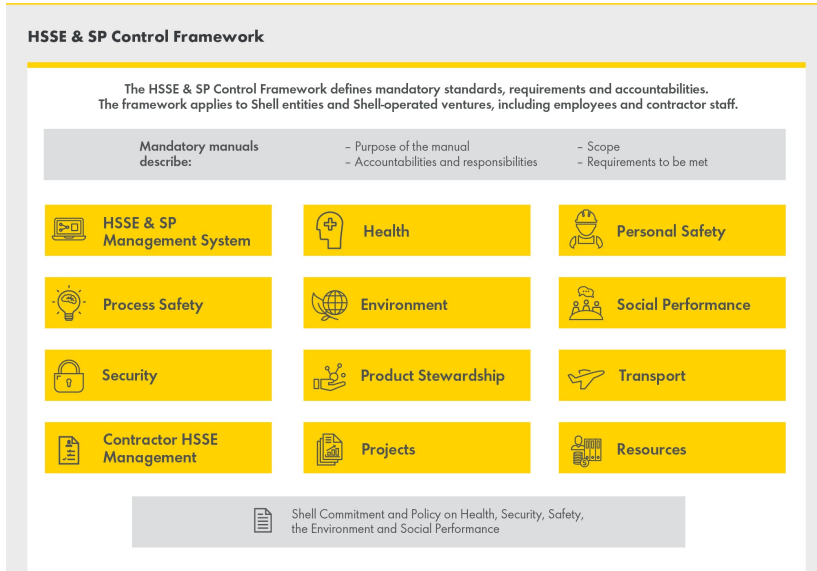 HSSE & SP Control Framework
The HSSE & SP Control Framework defines mandatory standards, requirements and accountabilities.
The framework applies to Shell entities and Shell-operated ventures, including employees and contractor staff.
Mandatory manuals
describe:
– Purpose of the manual
– Accountabilities and responsibilities
– Scope
– Requirements to be met
HSSE & SP
Management System
Health
Personal Safety
Process Safety
Environment
Social Performance
Security
Product Stewardship
Transport
Contractor HSSE
Management
Projects
Resources
Shell Commitment and Policy on Health, Security, Safety,
the Environment and Social Performance